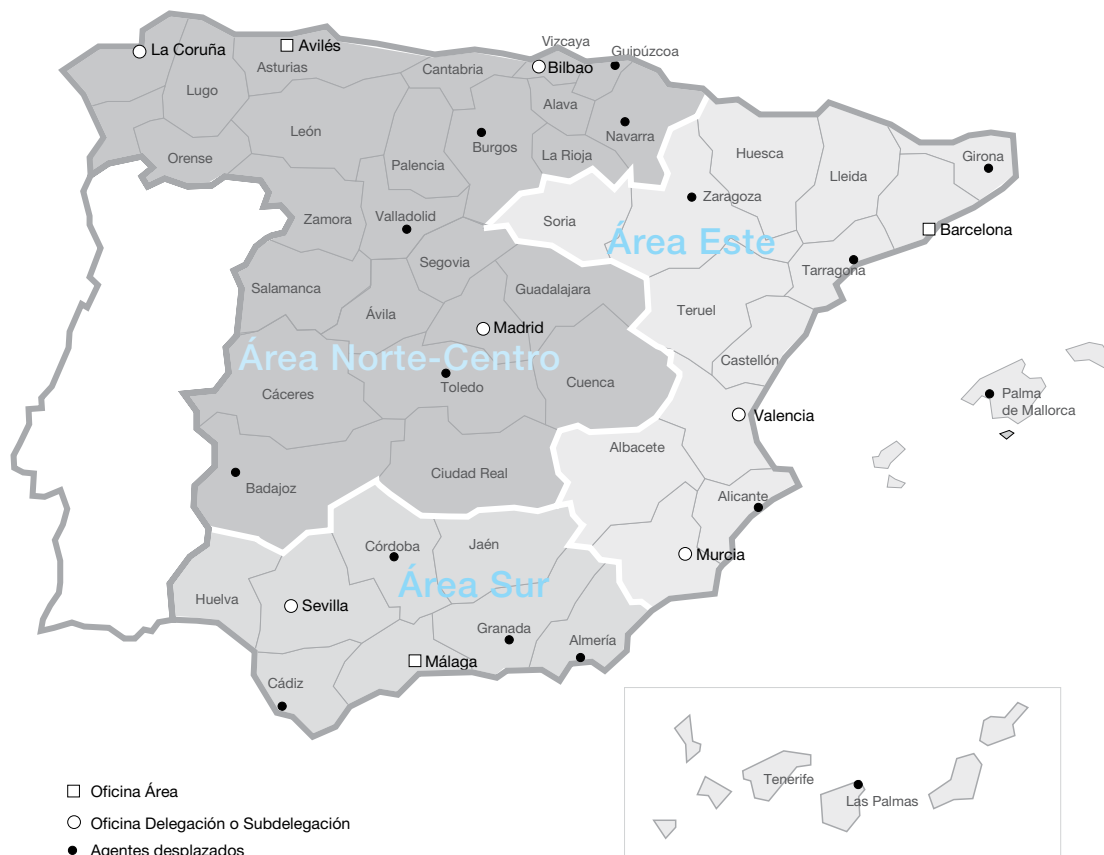 Vizcaya
La Coruña
Avilés
Guipúzcoa
Asturias
Cantabria
Bilbao
Lugo
Alava
León
Navarra
Burgos
Orense
Palencia
La Rioja
Huesca
Girona
Lleida
Zaragoza
Zamora
Valladolid
Soria
Barcelona
Área Este
Segovia
Tarragona
Salamanca
Guadalajara
Ávila
Teruel
Madrid
Área Norte-Centro
Castellón
Toledo
Cuenca
Cáceres
Palma
de Mallorca
Valencia
Albacete
Ciudad Real
Badajoz
Alicante
Córdoba
Jaén
Murcia
Área Sur
Huelva
Sevilla
Granada
Almería
Málaga
Cádiz
Tenerife
Las Palmas
Oficina Área
Oficina Delegación o Subdelegación
Agentes desplazados